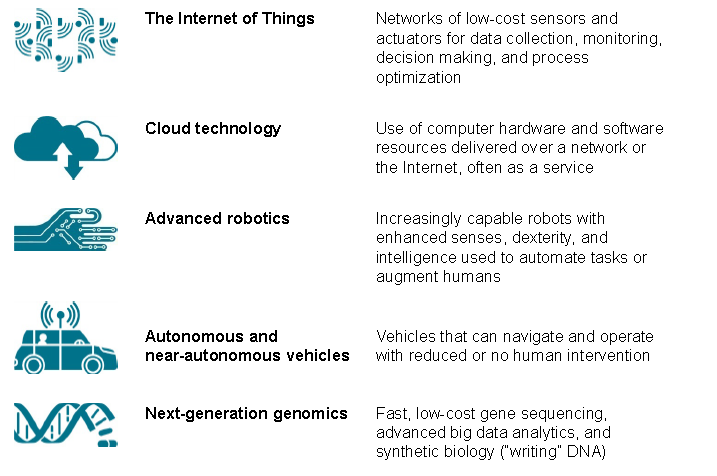 The Internet of Things
Networks of low-cost sensors and
actuators for data collection, monitoring,
decision making, and process
optimization
Cloud technology
Use of computer hardware and software
resources delivered over a network or
the Internet, often as a service
Advanced robotics
Increasingly capable robots with
enhanced senses, dexterity, and
intelligence used to automate tasks or
augment humans
Autonomous and
near-autonomous vehicles
Vehicles that can navigate and operate
with reduced or no human intervention
Next-generation genomics
Fast, low-cost gene sequencing,
advanced big data analytics, and
synthetic biology ("writing" DNA)